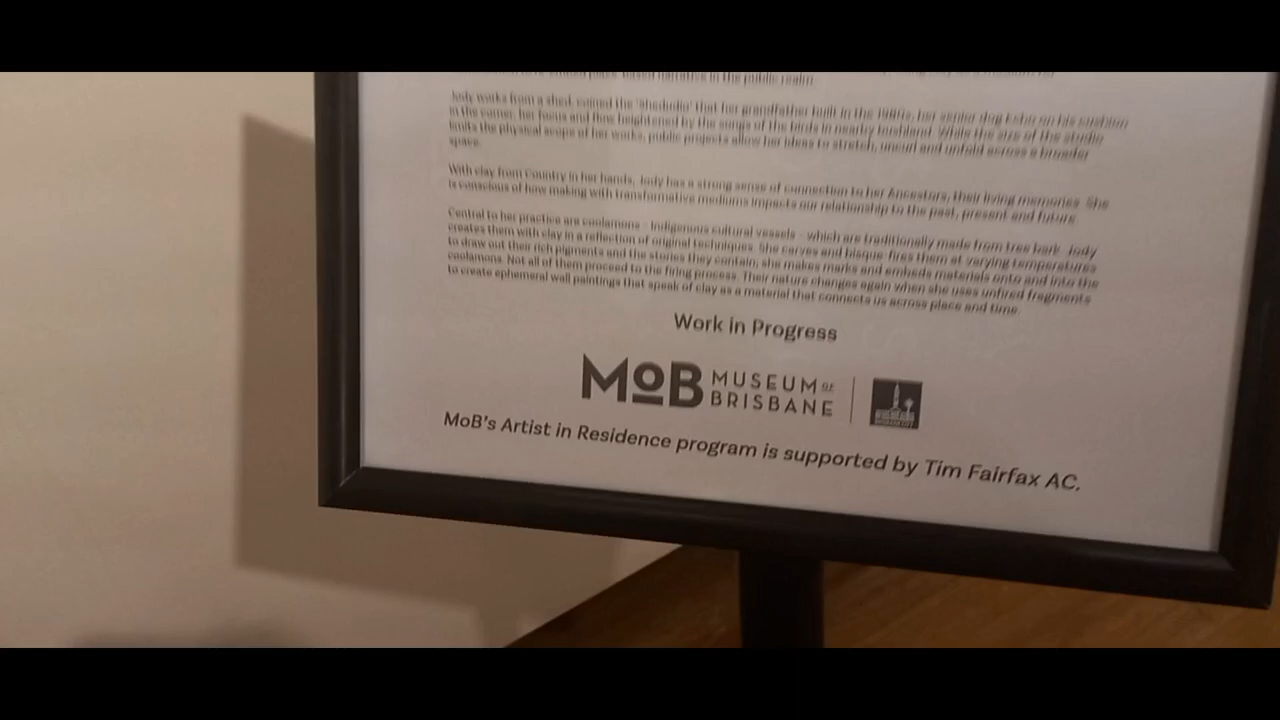 place-based narrative in the public realm.
Jody works from a shed, coined the 'Shedudio' that her grandfather built in the 1980s, her senior dog Echo on his cushion
in the corner, her focus and flow heightened by the songs of the birds in nearby bushland. While the size of the studio
limits the physical scope of her works, public projects allow her ideas to stretch, uncurl and unfold across a broader
space.
With clay from Country in her hands, Jody has a strong sense of connection to her Ancestors, their living memories. She
is conscious of how making with transformative mediums impacts our relationship to the past, present and future.
Central to her practice are coolamons - Indigenous cultural vessels - which are traditionally made from tree bark. Jody
creates them with clay in a reflection of original techniques. She carves and bisque fires them at varying temperatures
to draw out their rich pigments and the stories they contain, she makes marks and embeds materials onto and into the
coolamons. Not all of them proceed to the firing process. Their nature changes again when she uses unfired fragments
to create ephemeral wall paintings that speak of clay as a material that connects us across place and time.
Work in Progress
MoB MUSEUM OF
BRISBANE
MoB's Artist in Residence program is supported by Tim Fairfax AC.